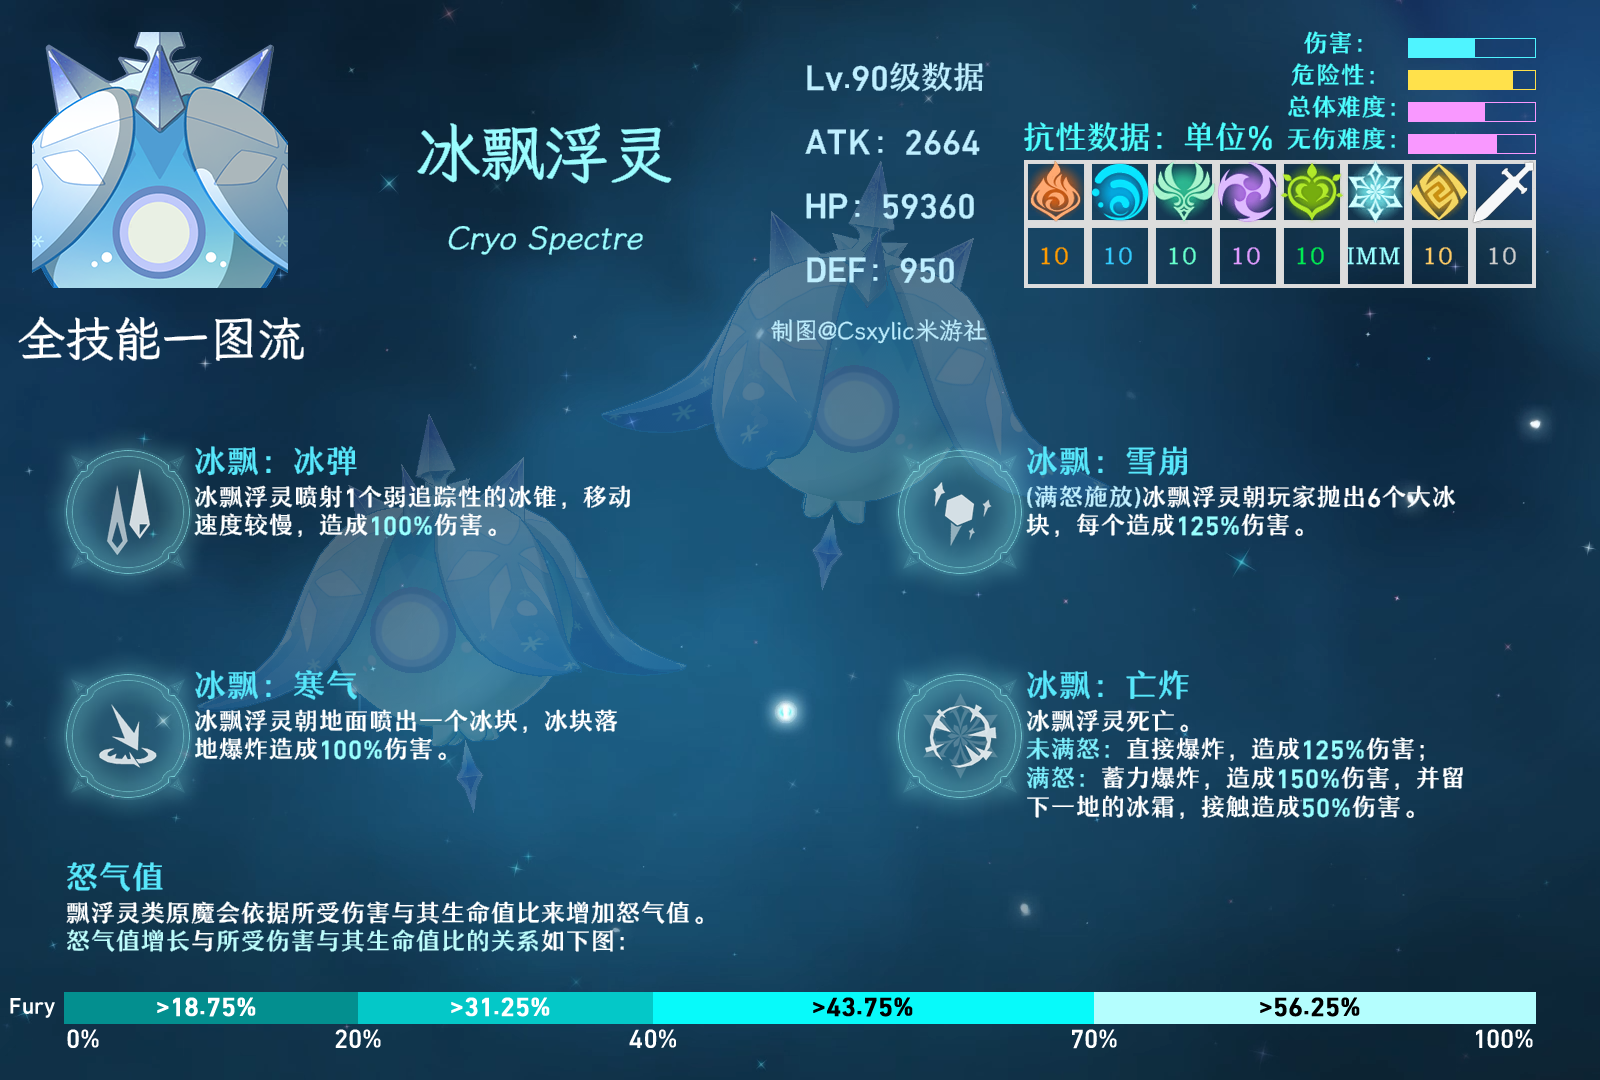 冰飘浮灵
Cryo Spectre
全技能一图流
Lv.90级数据
ATK：2664
HP：59360
DEF：950
制图@Csxylic米游社
伤害：
危险性：
总体难度：
无伤难度：
抗性数据：单位%
10 10 10 10 10 IMM 10 10
冰飘：冰弹
冰飘浮灵喷射1个弱追踪性的冰锥，移动
速度较慢，造成100%伤害。
冰飘：雪崩
(满怒施放)冰飘浮灵朝玩家抛出6个大冰
块，每个造成125%伤害。
冰飘：寒气
冰飘浮灵朝地面喷出一个冰块，冰块落
地爆炸造成100%伤害。
冰飘：亡炸
冰飘浮灵死亡。
未满怒：直接爆炸，造成125%伤害；
满怒：蓄力爆炸，造成150%伤害，并留
下一地的冰霜，接触造成50%伤害。
怒气值
飘浮灵类原魔会依据所受伤害与其生命值比来增加怒气值。
怒气值增长与所受伤害与其生命值比的关系如下图：
Fury >18.75% >31.25% >43.75% >56.25%
0% 20% 40% 70% 100%